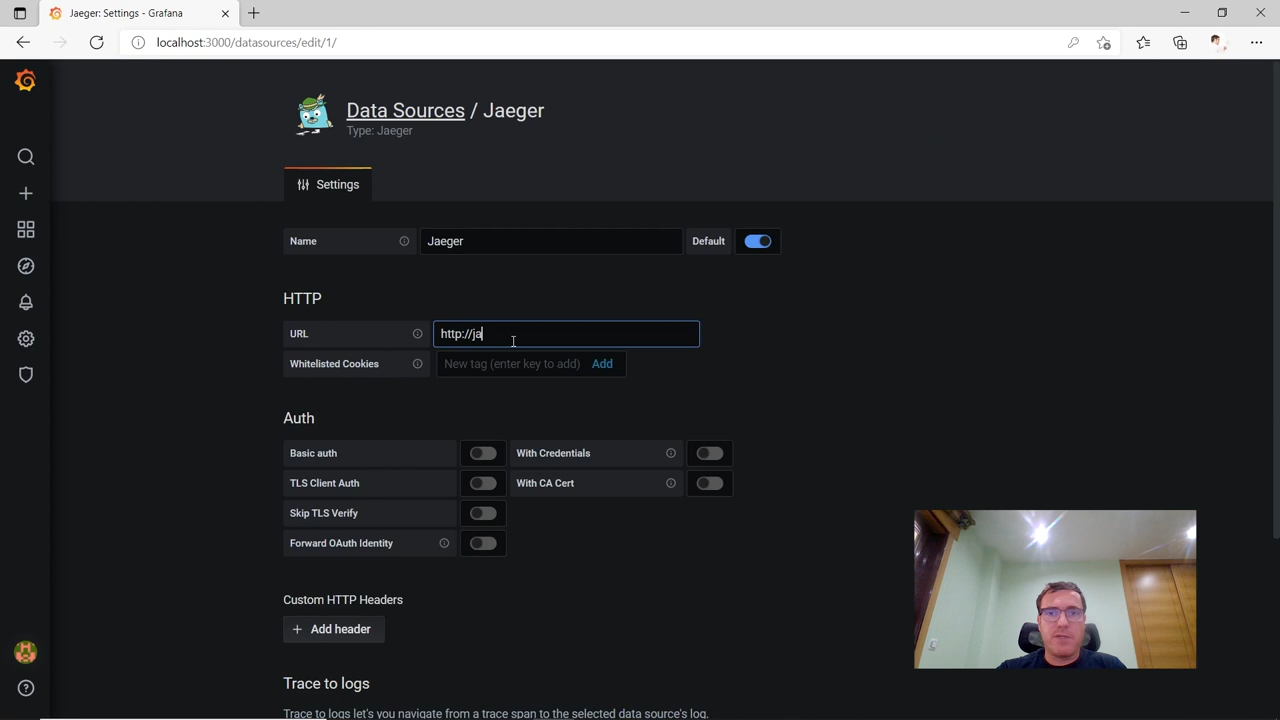 Jaeger: Settings - Grafana
localhost:3000/datasources/edit/1/
Data Sources / Jaeger
Type: Jaeger
Settings
Name
Jaeger
Default
HTTP
URL
http://ja
Whitelisted Cookies
New tag (enter key to add)
Add
Auth
Basic auth
With Credentials
TLS Client Auth
With CA Cert
Skip TLS Verify
Forward OAuth Identity
Custom HTTP Headers
+ Add header
Trace to logs
Trace to logs let's you navigate from a trace span to the selected data source's log.